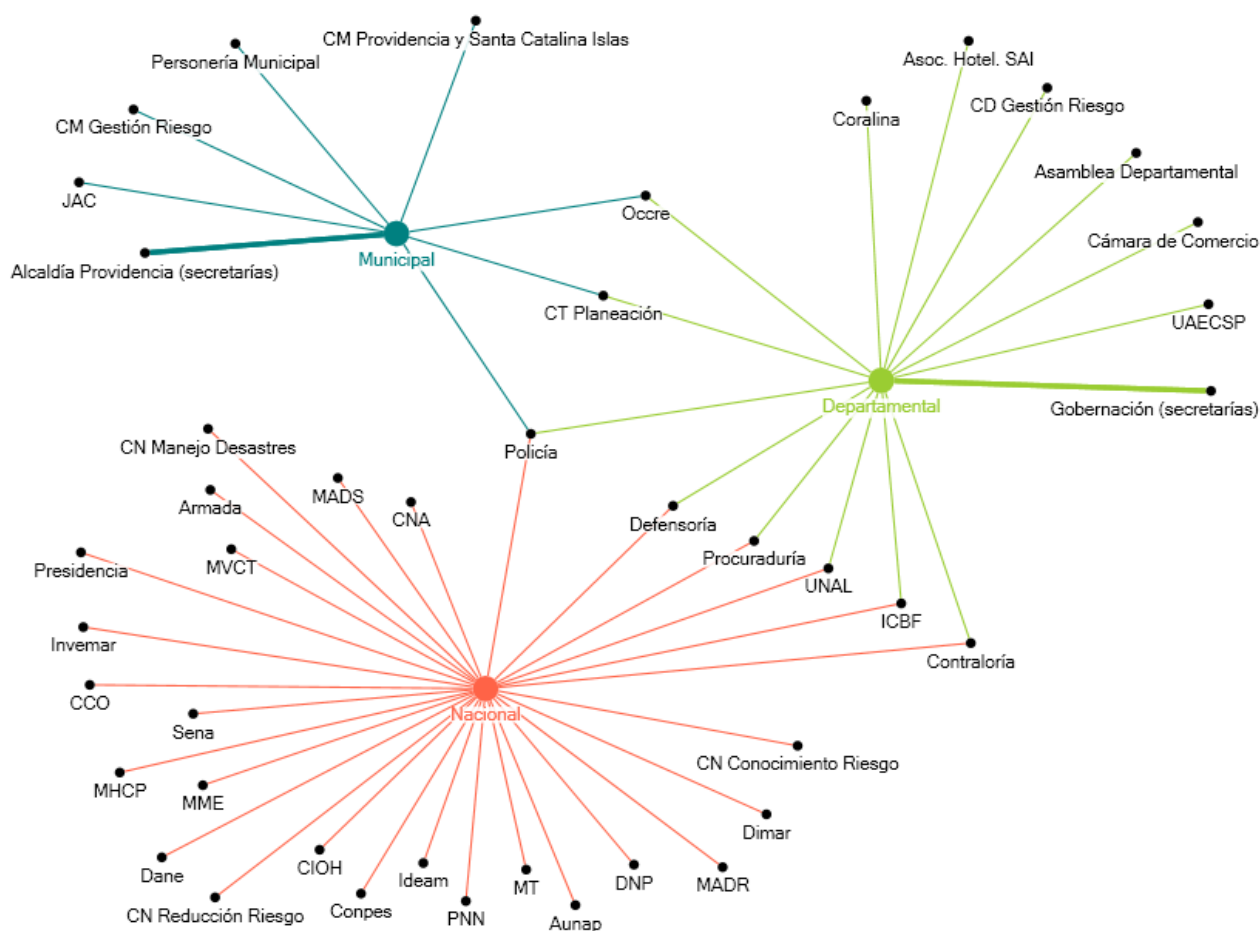 CM Providencia y Santa Catalina Islas
Personería Municipal
Asoc. Hotel. SAI
CD Gestión Riesgo
Coralina
CM Gestión Riesgo
Asamblea Departamental
JAC
Occre
Cámara de Comercio
Municipal
Alcaldía Providencia (secretarías)
CT Planeación
UAECSP
Departamental
Gobernación (secretarías)
CN Manejo Desastres
Policía
MADS
Armada
CNA
Defensoría
Procuraduría
Presidencia
MVCT
UNAL
ICBF
Invemar
Contraloría
CCO
Nacional
Sena
CN Conocimiento Riesgo
MHCP
MME
Dimar
Dane
CIOH
Ideam
MT
DNP
MADR
CN Reducción Riesgo
Conpes
PNN
Aunap